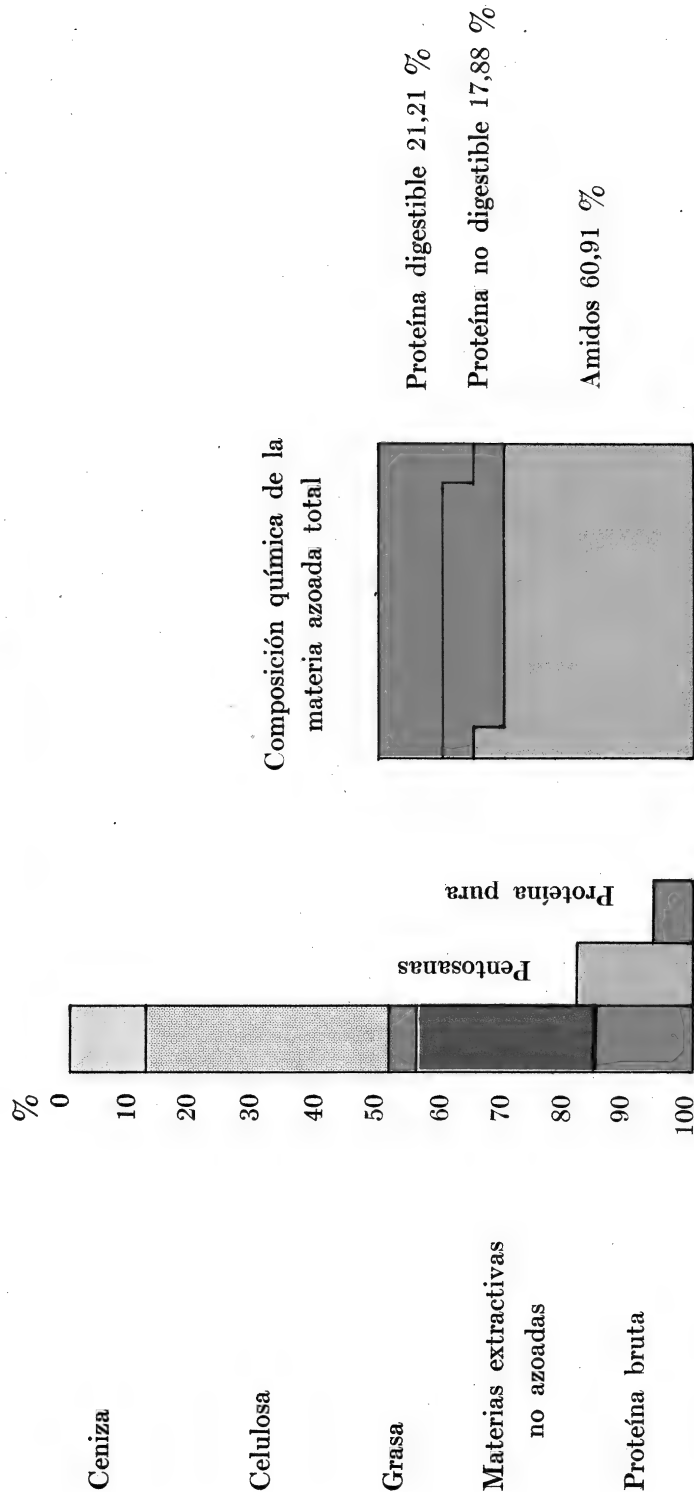 %
0
10
20
30
40
50
60
70
80
90
100
Ceniza
Celulosa
Grasa
Materias extractivas
no azoadas
Proteína bruta
Pentosanas
Proteína pura
Composición química de la
materia azoada total
Proteína digestible 21,21 %
Proteína no digestible 17,88 %
Amidos 60,91 %